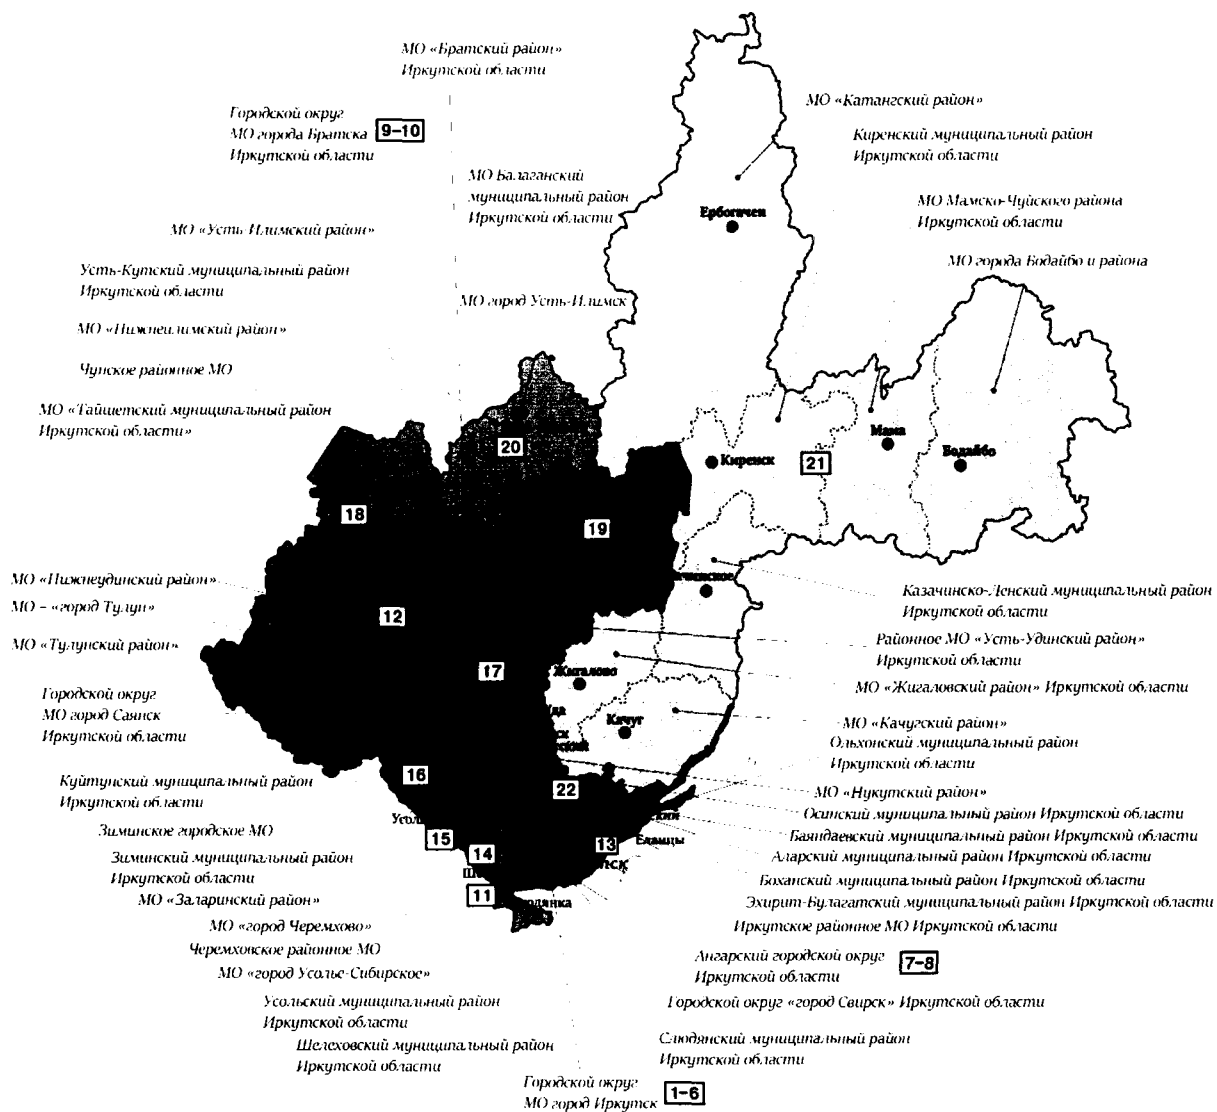 МО «Братский район»
Иркутской области
Городской округ
МО города Братска
Иркутской области
9–10
МО «Катангский район»
Киренский муниципальный район
Иркутской области
МО Балаганский
муниципальный район
Иркутской области
МО Мамско-Чуйского района
Иркутской области
Ербогачен
МО «Усть-Илимский район»
МО города Бодайбо и района
Усть-Кутский муниципальный район
Иркутской области
МО город Усть-Илимск
МО «Нижнеилимский район»
Чунское районное МО
МО «Тайшетский муниципальный район
Иркутской области»
20
Мама
Киренск
21
Бодайбо
18
19
МО «Нижнеудинский район»
МО – «город Тулун»
МО «Тулунский район»
12
17
Казачинско-Ленский муниципальный район
Иркутской области
Районное МО «Усть-Удинский район»
Иркутской области
Жигалово
МО «Жигаловский район» Иркутской области
Городской округ
МО город Саянск
Иркутской области
Качуг
МО «Качугский район»
Ольхонский муниципальный район
Иркутской области
16
22
Куйтунский муниципальный район
Иркутской области
МО «Нукутский район»
Осинский муниципальный район Иркутской области
Зиминское городское МО
15
13
Еланцы
Баяндаевский муниципальный район Иркутской области
14
Аларский муниципальный район Иркутской области
Зиминский муниципальный район
Иркутской области
Боханский муниципальный район Иркутской области
11
МО «Заларинский район»
Эхирит-Булагатский муниципальный район Иркутской области
МО «город Черемхово»
Иркутское районное МО Иркутской области
Черемховское районное МО
Ангарский городской округ
Иркутской области
7–8
МО «город Усолье-Сибирское»
Усольский муниципальный район
Иркутской области
Городской округ «город Свирск» Иркутской области
Шелеховский муниципальный район
Иркутской области
Слюдянский муниципальный район
Иркутской области
Городской округ
МО город Иркутск
1–6